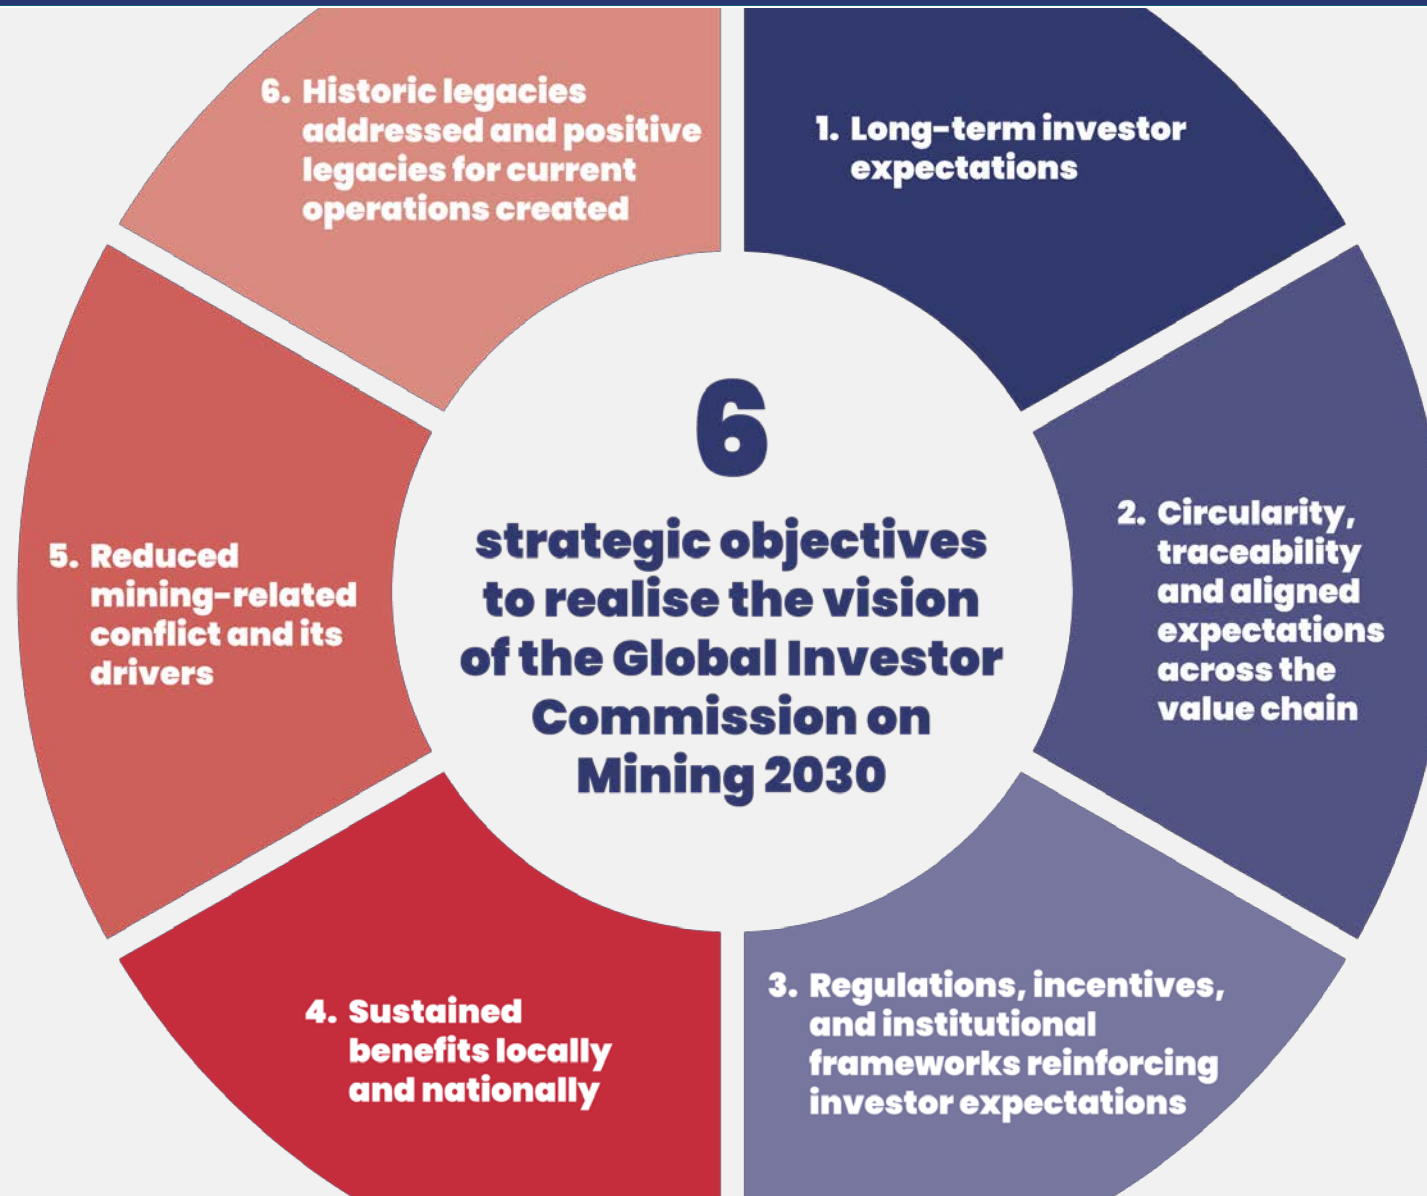 6
strategic objectives
to realise the vision
of the Global Investor
Commission on
Mining 2030
1. Long-term investor
expectations
2. Circularity,
traceability
and aligned
expectations
across the
value chain
3. Regulations, incentives,
and institutional
frameworks reinforcing
investor expectations
4. Sustained
benefits locally
and nationally
5. Reduced
mining-related
conflict and its
drivers
6. Historic legacies
addressed and positive
legacies for current
operations created